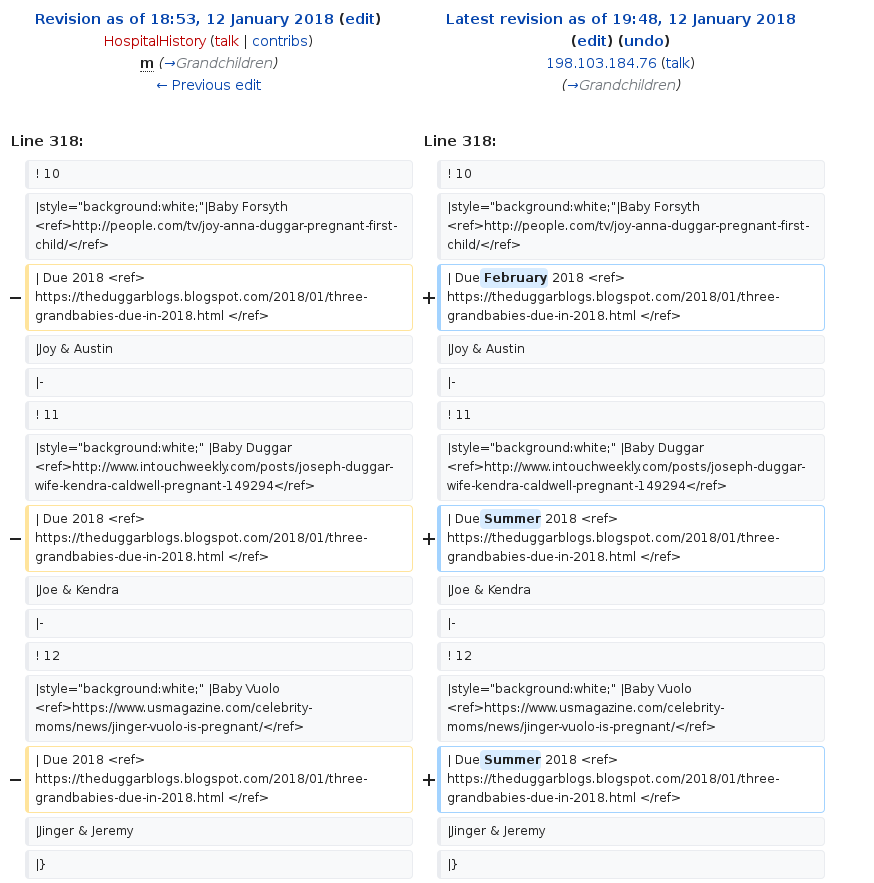 Revision as of 18:53, 12 January 2018 (edit)
HospitalHistory (talk | contribs)
m (→Grandchildren)
← Previous edit
Latest revision as of 19:48, 12 January 2018
(edit) (undo)
198.103.184.76 (talk)
(→Grandchildren)
Line 318:
! 10
|style="background:white;"|Baby Forsyth
<ref>http://people.com/tv/joy-anna-duggar-pregnant-first-
child/</ref>
− | Due 2018 <ref>
https://theduggarblogs.blogspot.com/2018/01/three-
grandbabies-due-in-2018.html </ref>
|Joy & Austin
|-
! 11
|style="background:white;" |Baby Duggar
<ref>http://www.intouchweekly.com/posts/joseph-duggar-
wife-kendra-caldwell-pregnant-149294</ref>
− | Due 2018 <ref>
https://theduggarblogs.blogspot.com/2018/01/three-
grandbabies-due-in-2018.html </ref>
|Joe & Kendra
|-
! 12
|style="background:white;" |Baby Vuolo
<ref>https://www.usmagazine.com/celebrity-
moms/news/jinger-vuolo-is-pregnant/</ref>
− | Due 2018 <ref>
https://theduggarblogs.blogspot.com/2018/01/three-
grandbabies-due-in-2018.html </ref>
|Jinger & Jeremy
|}
Line 318:
! 10
|style="background:white;"|Baby Forsyth
<ref>http://people.com/tv/joy-anna-duggar-pregnant-first-
child/</ref>
+ | Due February 2018 <ref>
https://theduggarblogs.blogspot.com/2018/01/three-
grandbabies-due-in-2018.html </ref>
|Joy & Austin
|-
! 11
|style="background:white;" |Baby Duggar
<ref>http://www.intouchweekly.com/posts/joseph-duggar-
wife-kendra-caldwell-pregnant-149294</ref>
+ | Due Summer 2018 <ref>
https://theduggarblogs.blogspot.com/2018/01/three-
grandbabies-due-in-2018.html </ref>
|Joe & Kendra
|-
! 12
|style="background:white;" |Baby Vuolo
<ref>https://www.usmagazine.com/celebrity-
moms/news/jinger-vuolo-is-pregnant/</ref>
+ | Due Summer 2018 <ref>
https://theduggarblogs.blogspot.com/2018/01/three-
grandbabies-due-in-2018.html </ref>
|Jinger & Jeremy
|}